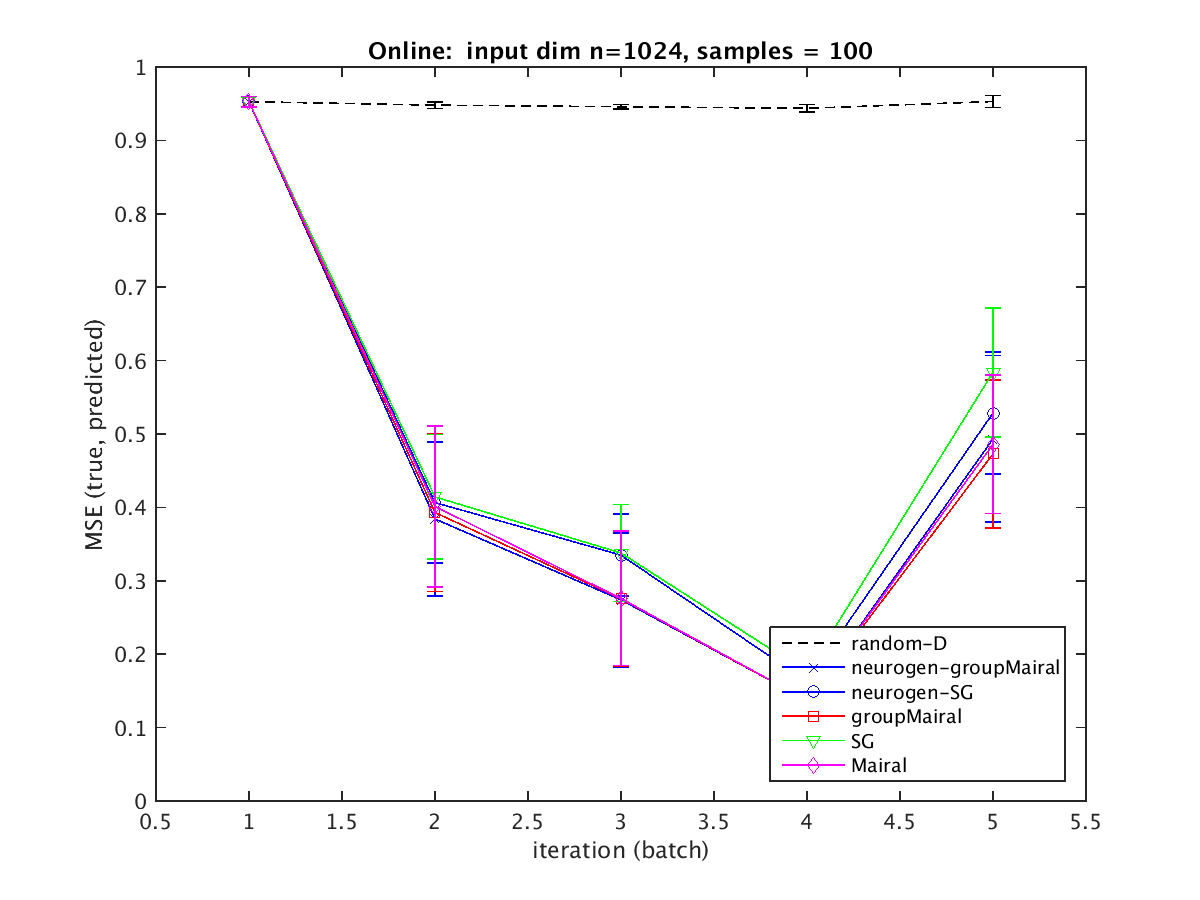 Online:  input dim n=1024, samples = 100
1
0.9
0.8
0.7
0.6
0.5
0.4
0.3
0.2
0.1
0
MSE (true, predicted)
0.5 1 1.5 2 2.5 3 3.5 4 4.5 5 5.5
iteration (batch)
random-D
neurogen-groupMairal
neurogen-SG
groupMairal
SG
Mairal